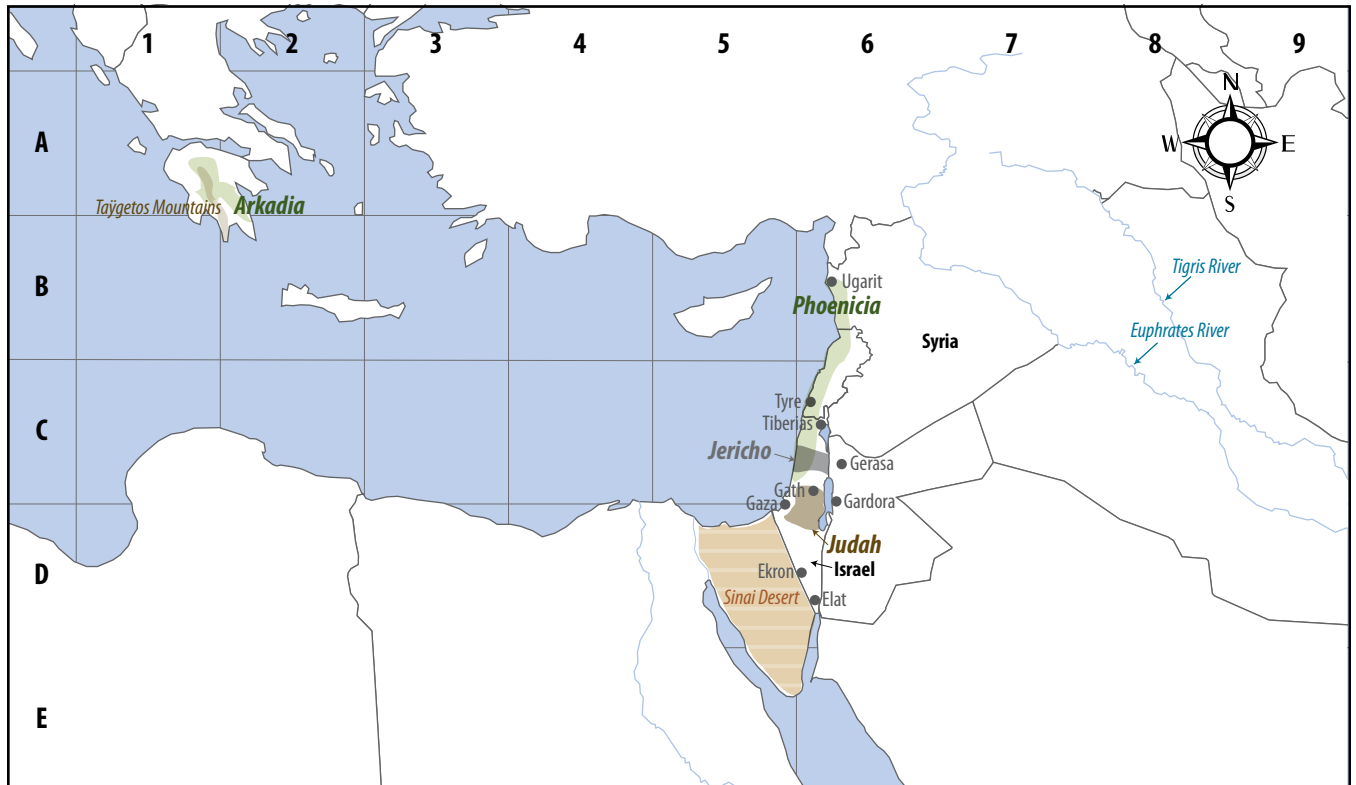 1 2 3 4 5 6 7 8 9
N
A
W E
S
Taÿgetos Mountains Arkadia
B
Ugarit
Tigris River
Phoenicia
Euphrates River
Syria
Tyre
C
Tiberias
Jericho
Gerasa
Gath
Gaza
Gardora
Judah
D
Ekron
Israel
Sinai Desert
Elat
E